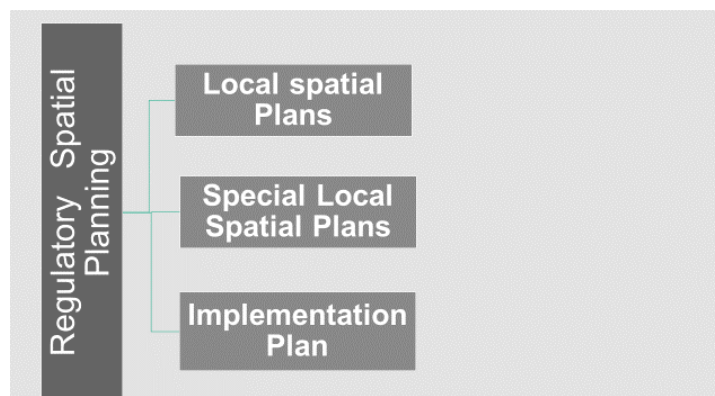 Regulatory Spatial
Planning
Local spatial
Plans
Special Local
Spatial Plans
Implementation
Plan